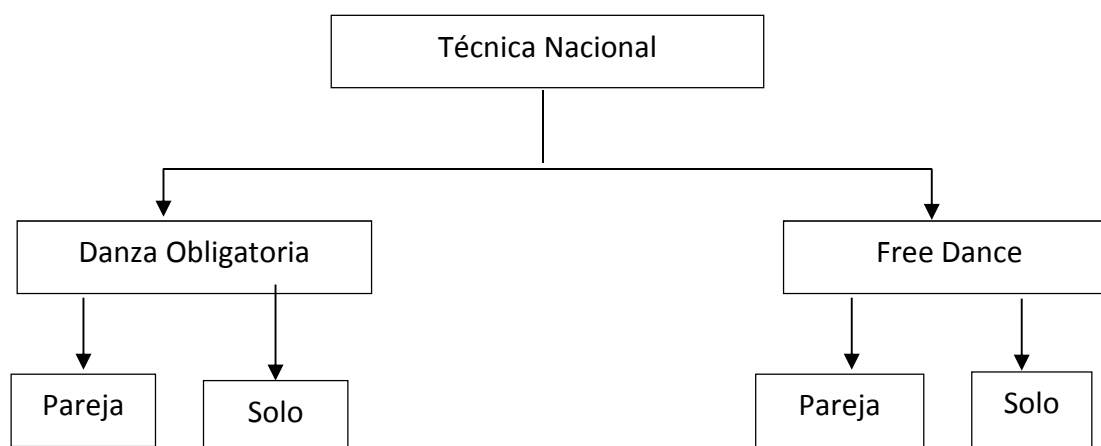 Técnica Nacional
Danza Obligatoria
Free Dance
Pareja
Solo
Pareja
Solo